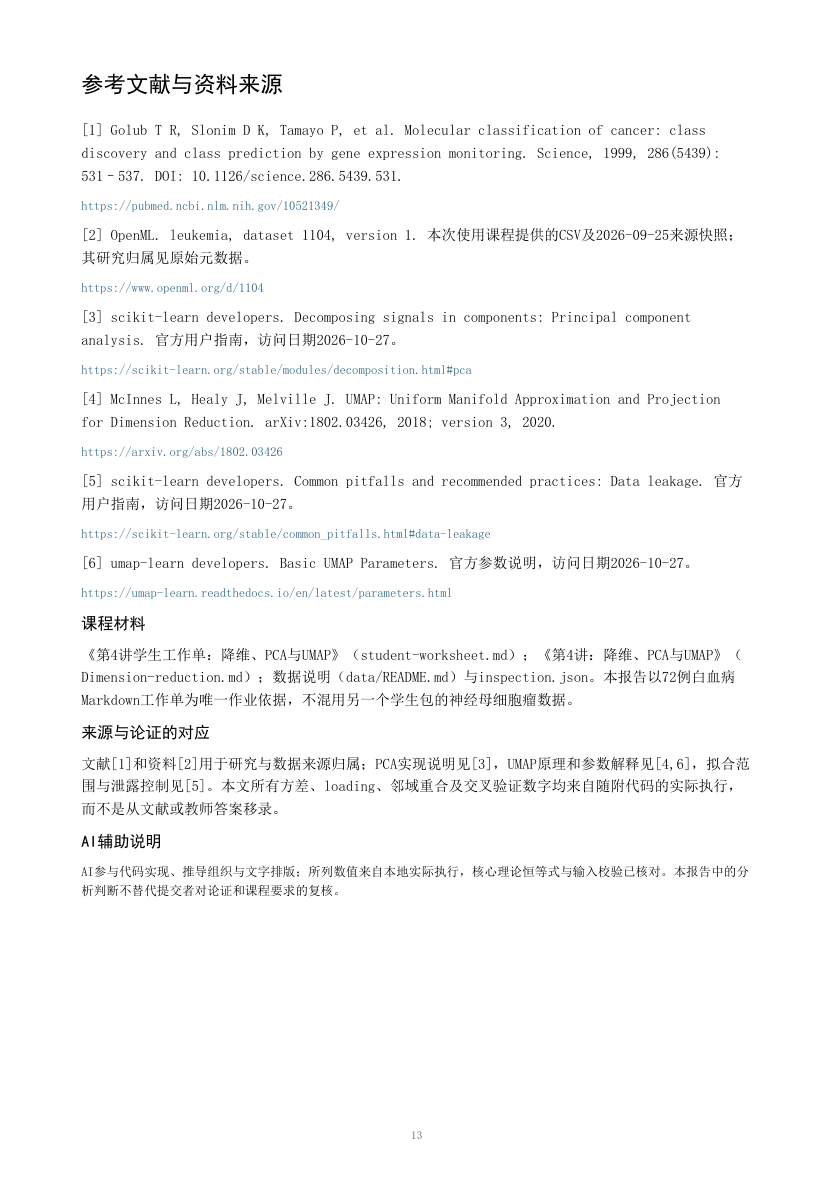 参考文献与资料来源
[1] Golub T R, Slonim D K, Tamayo P, et al. Molecular classification of cancer: class
discovery and class prediction by gene expression monitoring. Science, 1999, 286(5439):
531–537. DOI: 10.1126/science.286.5439.531.
https://pubmed.ncbi.nlm.nih.gov/10521349/
[2] OpenML. leukemia, dataset 1104, version 1. 本次使用课程提供的CSV及2026-09-25来源快照;
其研究归属见原始元数据。
https://www.openml.org/d/1104
[3] scikit-learn developers. Decomposing signals in components: Principal component
analysis. 官方用户指南，访问日期2026-10-27。
https://scikit-learn.org/stable/modules/decomposition.html#pca
[4] McInnes L, Healy J, Melville J. UMAP: Uniform Manifold Approximation and Projection
for Dimension Reduction. arXiv:1802.03426, 2018; version 3, 2020.
https://arxiv.org/abs/1802.03426
[5] scikit-learn developers. Common pitfalls and recommended practices: Data leakage. 官方
用户指南，访问日期2026-10-27。
https://scikit-learn.org/stable/common_pitfalls.html#data-leakage
[6] umap-learn developers. Basic UMAP Parameters. 官方参数说明，访问日期2026-10-27。
https://umap-learn.readthedocs.io/en/latest/parameters.html
课程材料
《第4讲学生工作单：降维、PCA与UMAP》（student-worksheet.md）；《第4讲：降维、PCA与UMAP》（
Dimension-reduction.md）；数据说明（data/README.md）与inspection.json。本报告以72例白血病
Markdown工作单为唯一作业依据，不混用另一个学生包的神经母细胞瘤数据。
来源与论证的对应
文献[1]和资料[2]用于研究与数据来源归属；PCA实现说明见[3]，UMAP原理和参数解释见[4,6]，拟合范
围与泄露控制见[5]。本文所有方差、loading、邻域重合及交叉验证数字均来自随附代码的实际执行，
而不是从文献或教师答案移录。
AI辅助说明
AI参与代码实现、推导组织与文字排版；所列数值来自本地实际执行，核心理论恒等式与输入校验已核对。本报告中的分
析判断不替代提交者对论证和课程要求的复核。
13